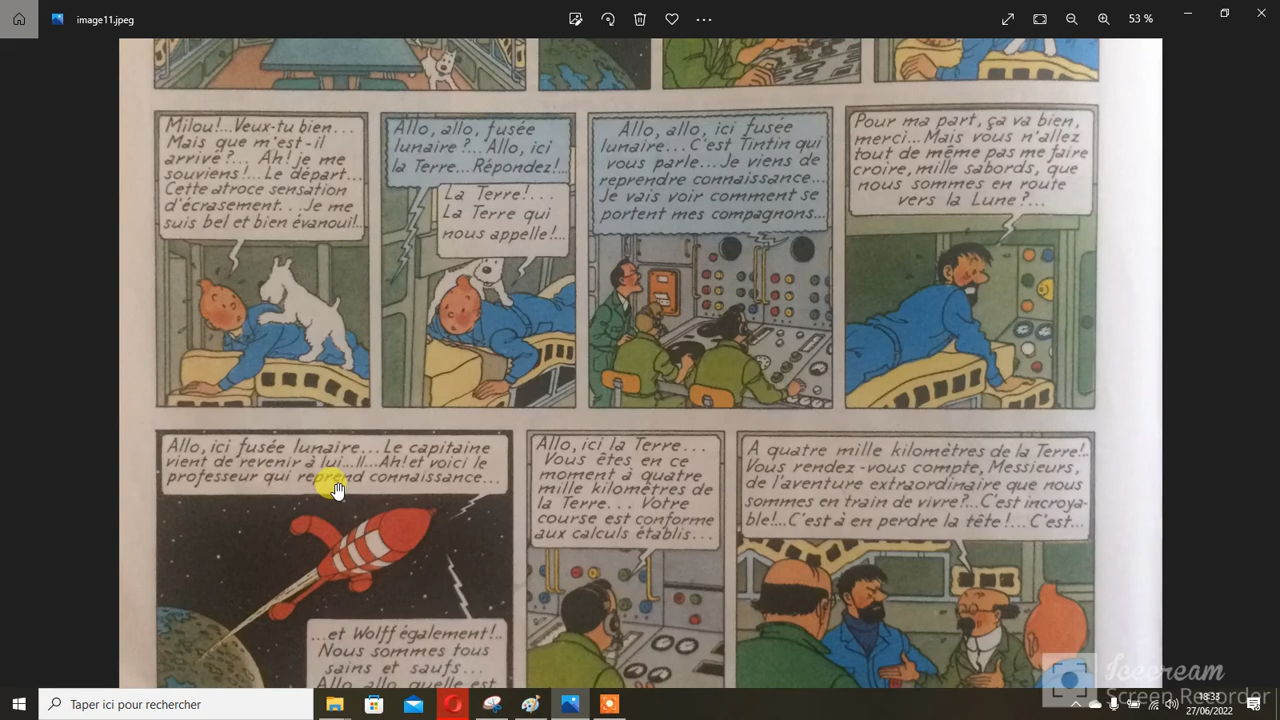 image11.jpeg
53 %
Milou!...Veux-tu bien...
Mais que m'est-il
arrivé?... Ah! je me
souviens!... Le départ...
Cette atroce sensation
d'écrasement...Je me
suis bel et bien évanoui!...
Allo, allo, fusée
lunaire?...Allo, ici
la Terre...Répondez!...
La Terre!...
La Terre qui
nous appelle!...
Allo, allo, ici fusée
lunaire... C'est Tintin qui
vous parle... Je viens de
reprendre connaissance...
Je vais voir comment se
portent mes compagnons...
Pour ma part, ça va bien,
merci... Mais vous n'allez
tout de même pas me faire
croire, mille sabords, que
nous sommes en route
vers la Lune?...
Allo, ici fusée lunaire... Le capitaine
vient de revenir à lui...Il...Ah! et voici le
professeur qui reprend connaissance...
...et Wolff également!...
Nous sommes tous
sains et saufs...
Allo, allo, quelle est
Allo, ici la Terre...
Vous êtes en ce
moment à quatre
mille kilomètres de
la Terre... Votre
course est conforme
aux calculs établis...
A quatre mille kilomètres de la Terre!...
Vous rendez-vous compte, Messieurs,
de l'aventure extraordinaire que nous
sommes en train de vivre?... C'est incroya-
ble!...C'est à en perdre la tête!... C'est...
Icecream
Screen Recorder
Taper ici pour rechercher
18:33
27/06/2022